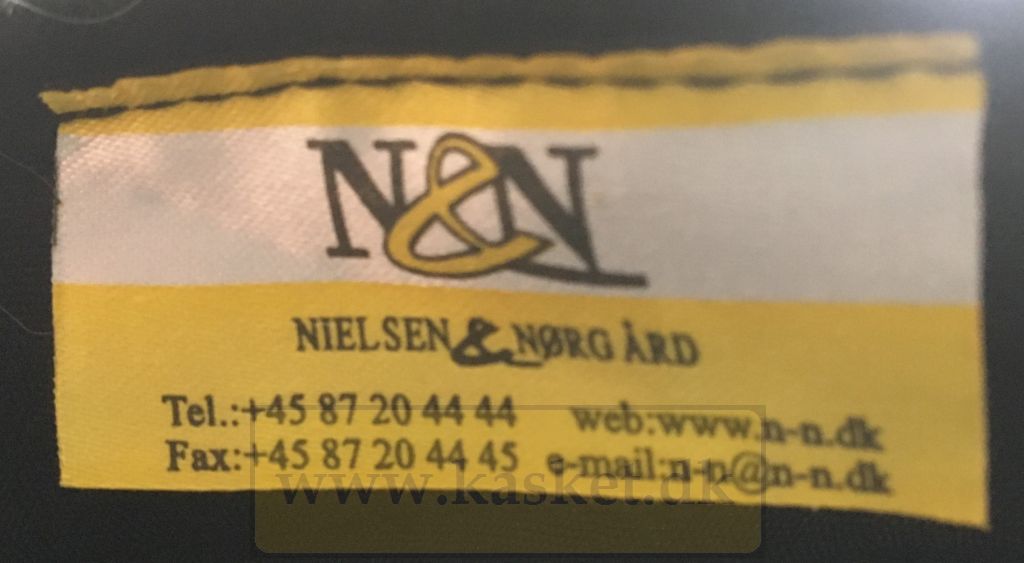 N&N
NIELSEN & NØRGÅRD
Tel.:+45 87 20 44 44 web:www.n-n.dk
Fax:+45 87 20 44 45 e-mail:n-n@n-n.dk
www.kasket.dk